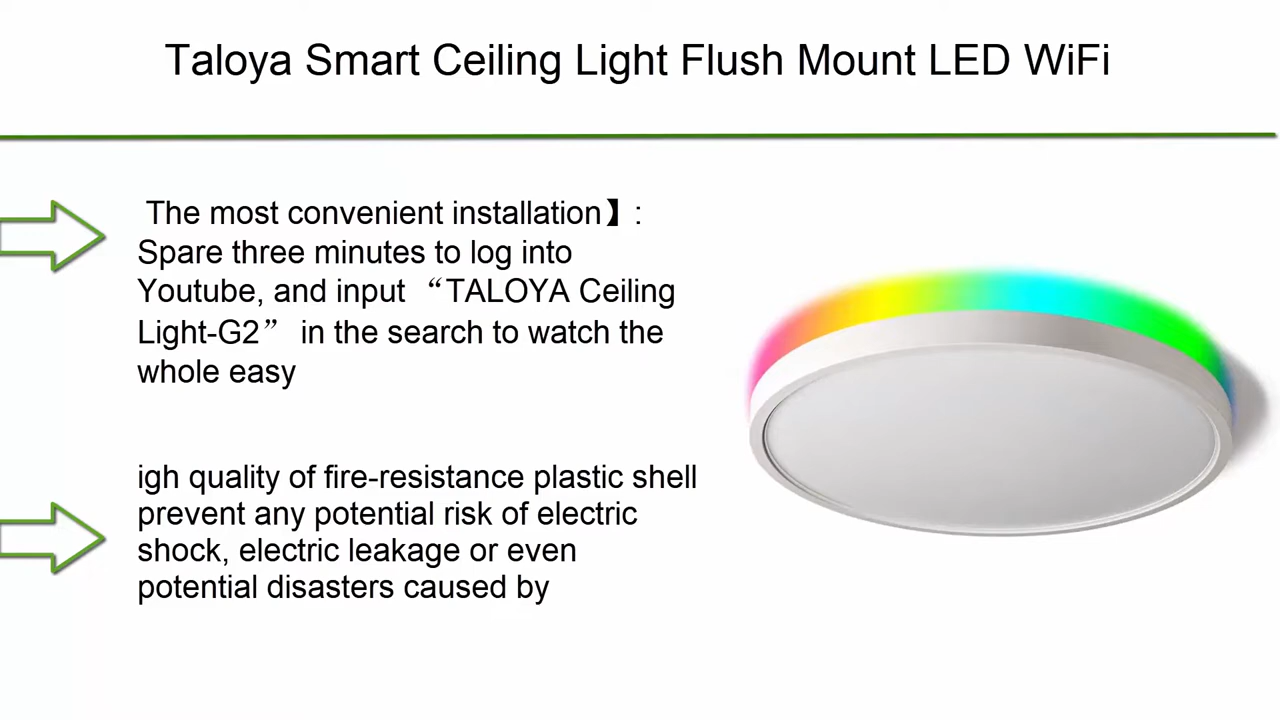 Taloya Smart Ceiling Light Flush Mount LED WiFi
The most convenient installation】:
Spare three minutes to log into
Youtube, and input “TALOYA Ceiling
Light-G2” in the search to watch the
whole easy
igh quality of fire-resistance plastic shell
prevent any potential risk of electric
shock, electric leakage or even
potential disasters caused by